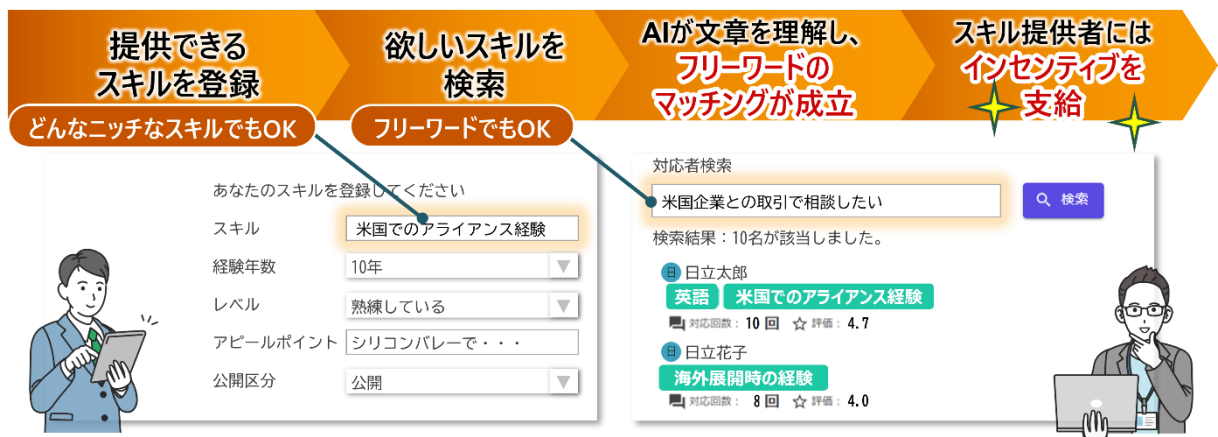 提供できる
スキルを登録
どんなニッチなスキルでもOK
欲しいスキルを
検索
フリーワードでもOK
AIが文章を理解し、
フリーワードの
マッチングが成立
スキル提供者には
インセンティブを
支給
あなたのスキルを登録してください
スキル 米国でのアライアンス経験
経験年数 10年 ▼
レベル 熟練している ▼
アピールポイント シリコンバレーで・・・
公開区分 公開 ▼
対応者検索
米国企業との取引で相談したい 検索
検索結果:10名が該当しました。
日 日立太郎
英語 米国でのアライアンス経験
対応回数: 10 回 ☆ 評価: 4.7
日 日立花子
海外展開時の経験
対応回数: 8 回 ☆ 評価: 4.0